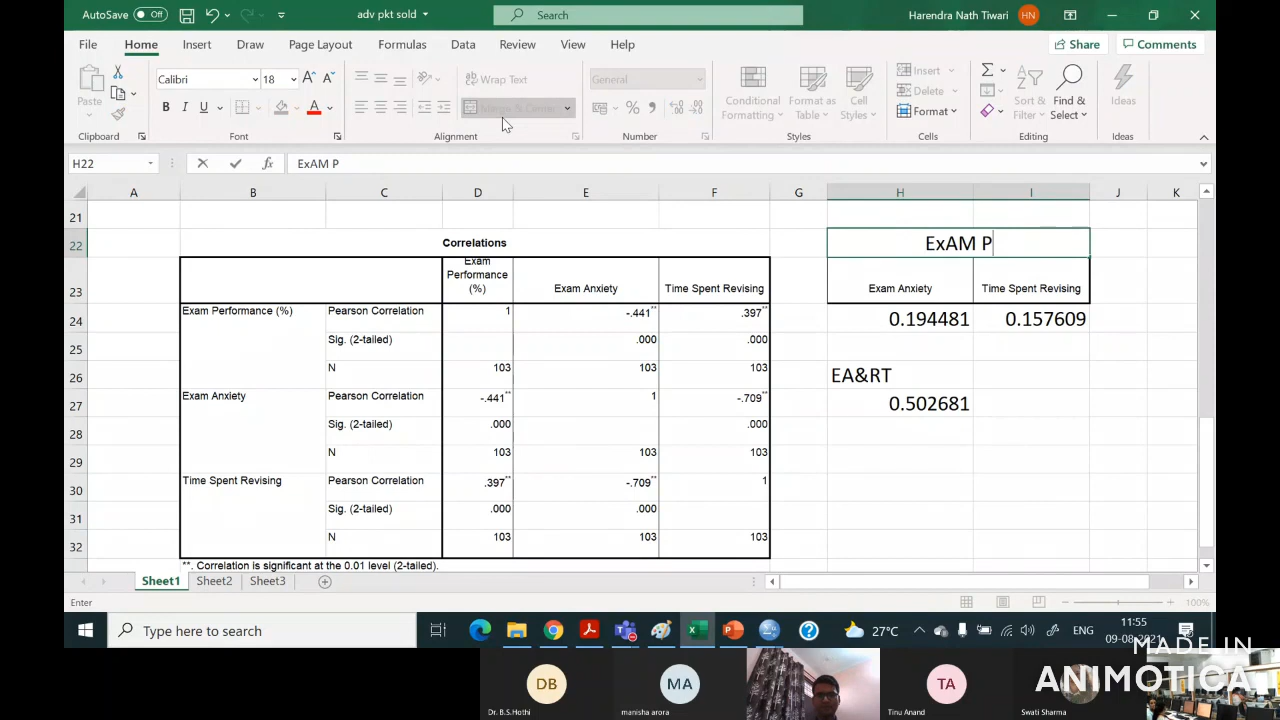 AutoSave Off adv pkt sold Search Harendra Nath Tiwari HN
File Home Insert Draw Page Layout Formulas Data Review View Help Share Comments
Paste Calibri 18 Wrap Text General Conditional Formatting Format as Table Cell Styles Insert Delete Format Sort & Filter Find & Select Ideas
B I U Merge & Center
Clipboard Font Alignment Number Styles Cells Editing Ideas
H22 fx ExAM P
A B C D E F G H I J K
21
22 Correlations ExAM P
23 Exam Performance (%) Exam Anxiety Time Spent Revising Exam Anxiety Time Spent Revising
24 Exam Performance (%) Pearson Correlation 1 -.441** .397** 0.194481 0.157609
25 Sig. (2-tailed) .000 .000
26 N 103 103 103 EA&RT
27 Exam Anxiety Pearson Correlation -.441** 1 -.709** 0.502681
28 Sig. (2-tailed) .000 .000
29 N 103 103 103
30 Time Spent Revising Pearson Correlation .397** -.709** 1
31 Sig. (2-tailed) .000 .000
32 N 103 103 103
**. Correlation is significant at the 0.01 level (2-tailed).
Sheet1 Sheet2 Sheet3
Enter 100%
Type here to search 27°C ENG 11:55
09-08-2021
MADE IN
ANIMOTICA
DB MA TA
Dr. B.S.Hothi manisha arora Tinu Anand Swati Sharma